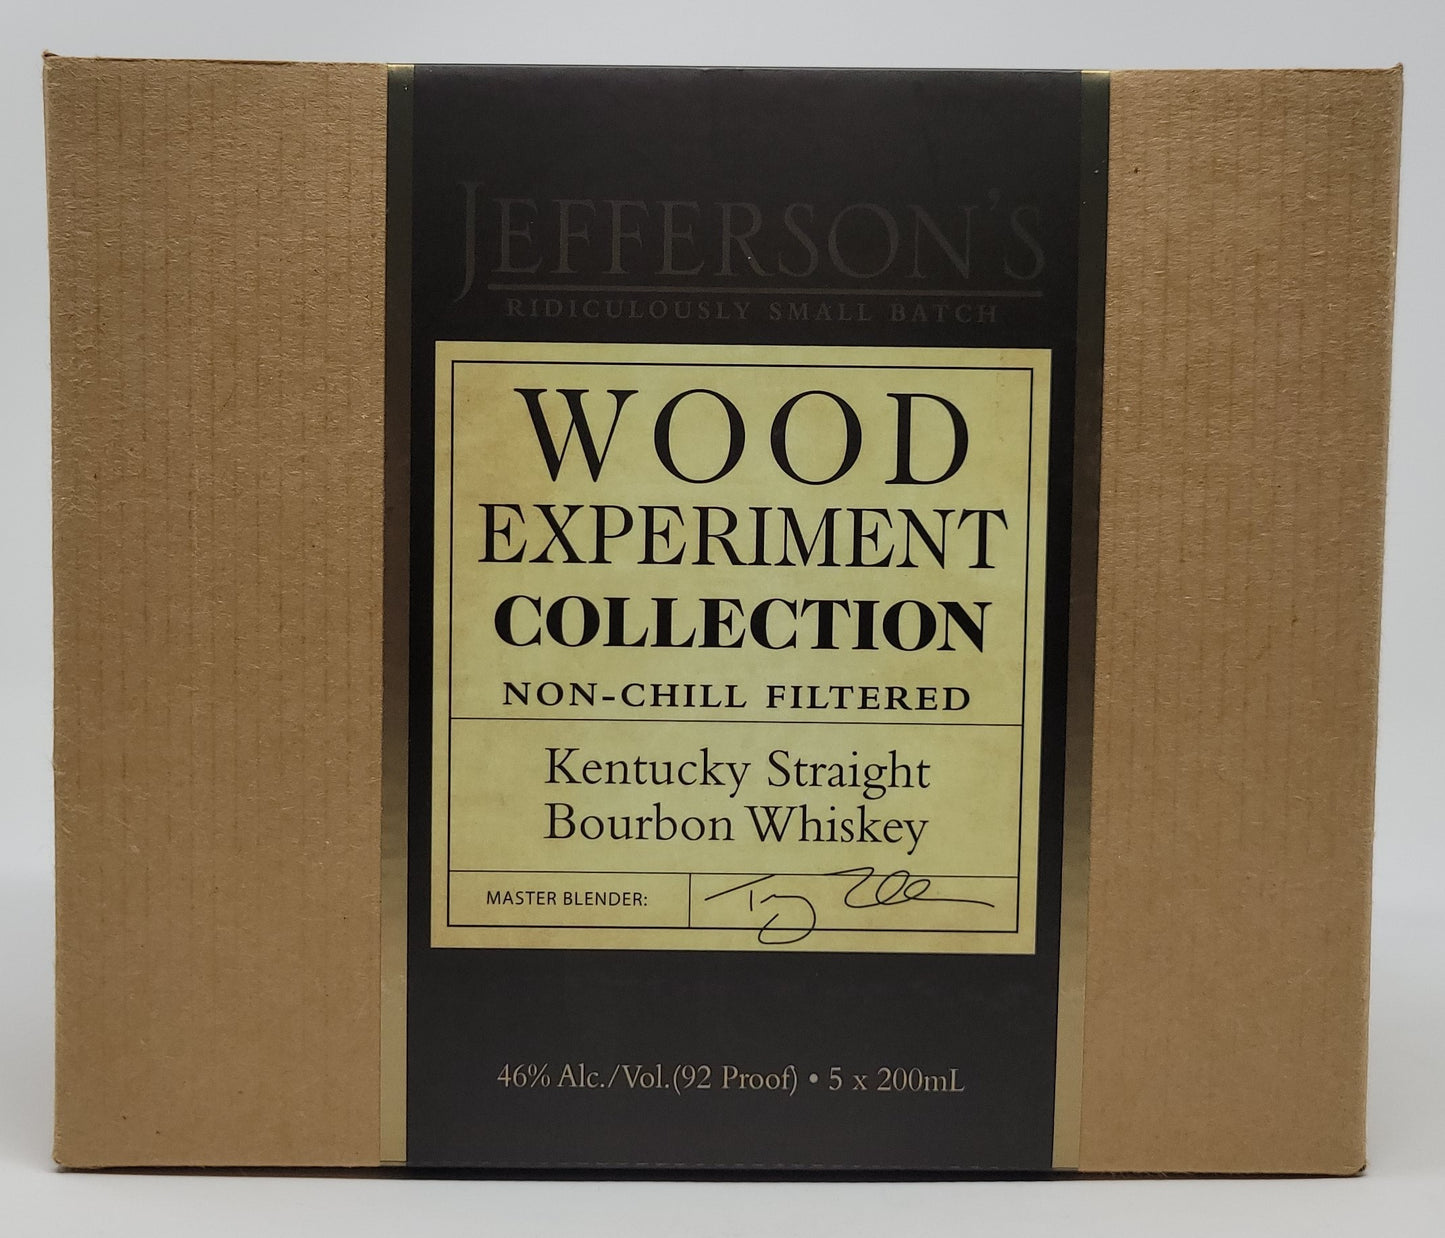 JEFFERSON'S
RIDICULOUSLY SMALL BATCH
WOOD
EXPERIMENT
COLLECTION
NON-CHILL FILTERED
Kentucky Straight
Bourbon Whiskey
MASTER BLENDER:
46% Alc./Vol.(92 Proof) • 5 x 200mL